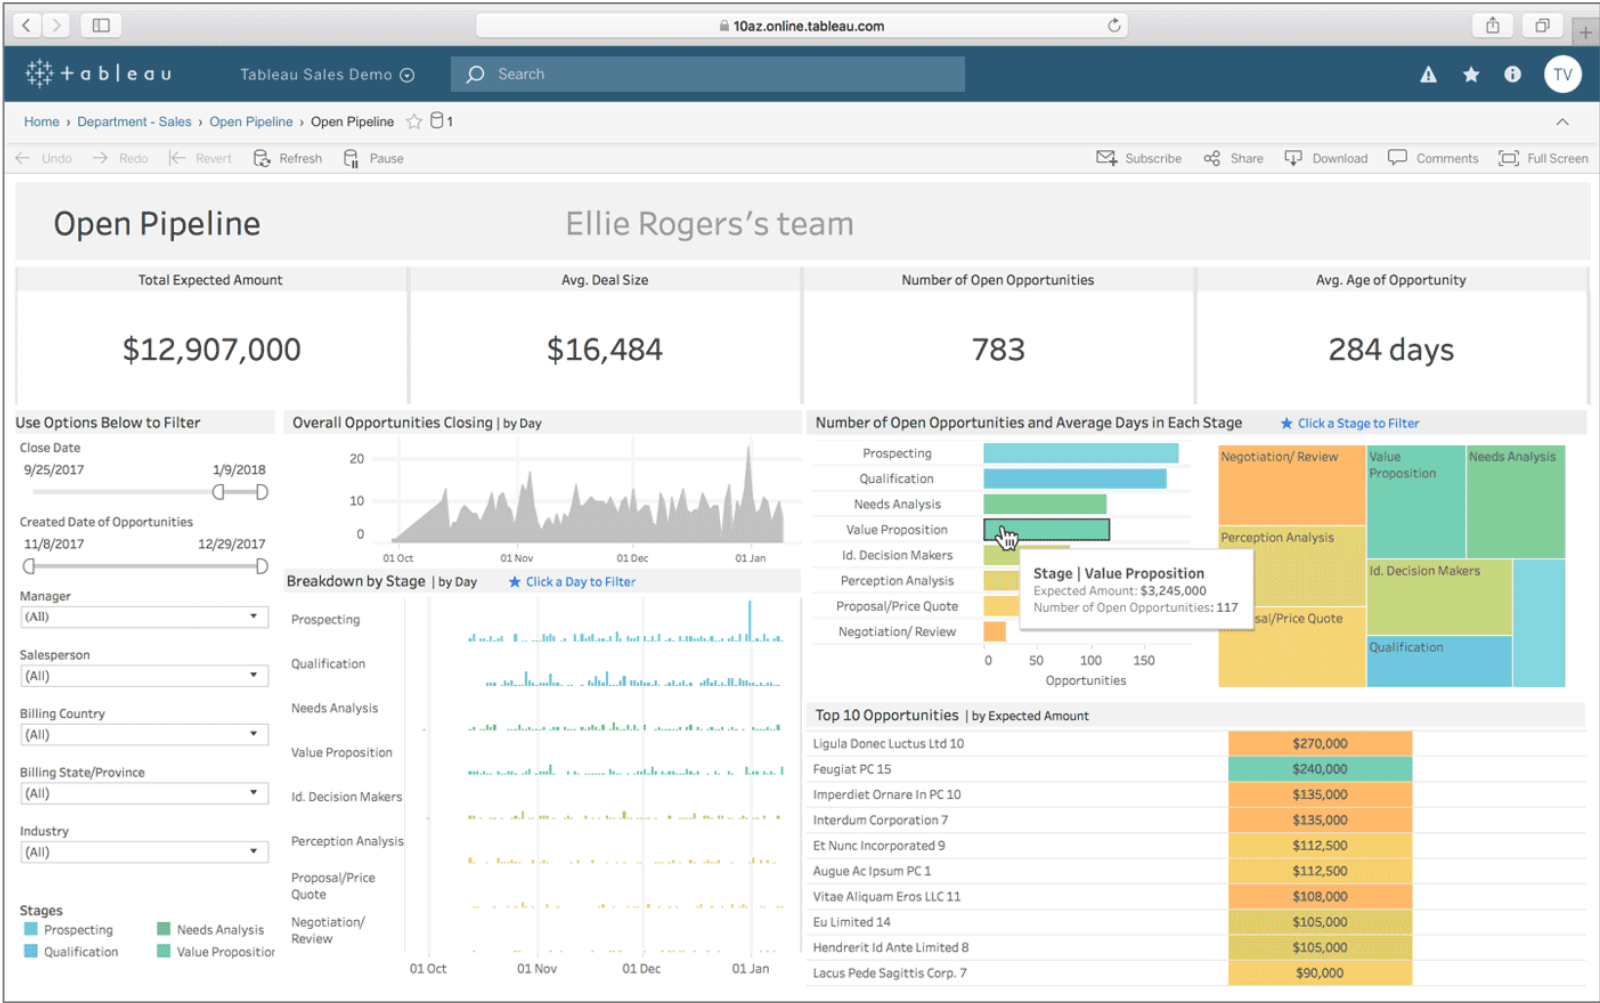 10az.online.tableau.com
+ a b l e a u
Tableau Sales Demo
Search
TV
Home › Department - Sales › Open Pipeline › Open Pipeline 1
Undo Redo Revert Refresh Pause Subscribe Share Download Comments Full Screen
Open Pipeline
Ellie Rogers's team
Total Expected Amount
$12,907,000
Avg. Deal Size
$16,484
Number of Open Opportunities
783
Avg. Age of Opportunity
284 days
Use Options Below to Filter
Close Date
9/25/2017 1/9/2018
Created Date of Opportunities
11/8/2017 12/29/2017
Manager
(All)
Salesperson
(All)
Billing Country
(All)
Billing State/Province
(All)
Industry
(All)
Stages
Prospecting Needs Analysis
Qualification Value Proposition
Overall Opportunities Closing | by Day
20
10
0
01 Oct 01 Nov 01 Dec 01 Jan
Breakdown by Stage | by Day ★ Click a Day to Filter
Prospecting
Qualification
Needs Analysis
Value Proposition
Id. Decision Makers
Perception Analysis
Proposal/Price
Quote
Negotiation/
Review
01 Oct 01 Nov 01 Dec 01 Jan
Number of Open Opportunities and Average Days in Each Stage ★ Click a Stage to Filter
Prospecting
Qualification
Needs Analysis
Value Proposition
Id. Decision Makers
Perception Analysis
Proposal/Price Quote
Negotiation/ Review
0 50 100 150
Opportunities
Stage | Value Proposition
Expected Amount: $3,245,000
Number of Open Opportunities: 117
Negotiation/ Review
Value
Proposition
Needs Analysis
Perception Analysis
Id. Decision Makers
sal/Price Quote
Qualification
Top 10 Opportunities | by Expected Amount
Ligula Donec Luctus Ltd 10 $270,000
Feugiat PC 15 $240,000
Imperdiet Ornare In PC 10 $135,000
Interdum Corporation 7 $135,000
Et Nunc Incorporated 9 $112,500
Augue Ac Ipsum PC 1 $112,500
Vitae Aliquam Eros LLC 11 $108,000
Eu Limited 14 $105,000
Hendrerit Id Ante Limited 8 $105,000
Lacus Pede Sagittis Corp. 7 $90,000